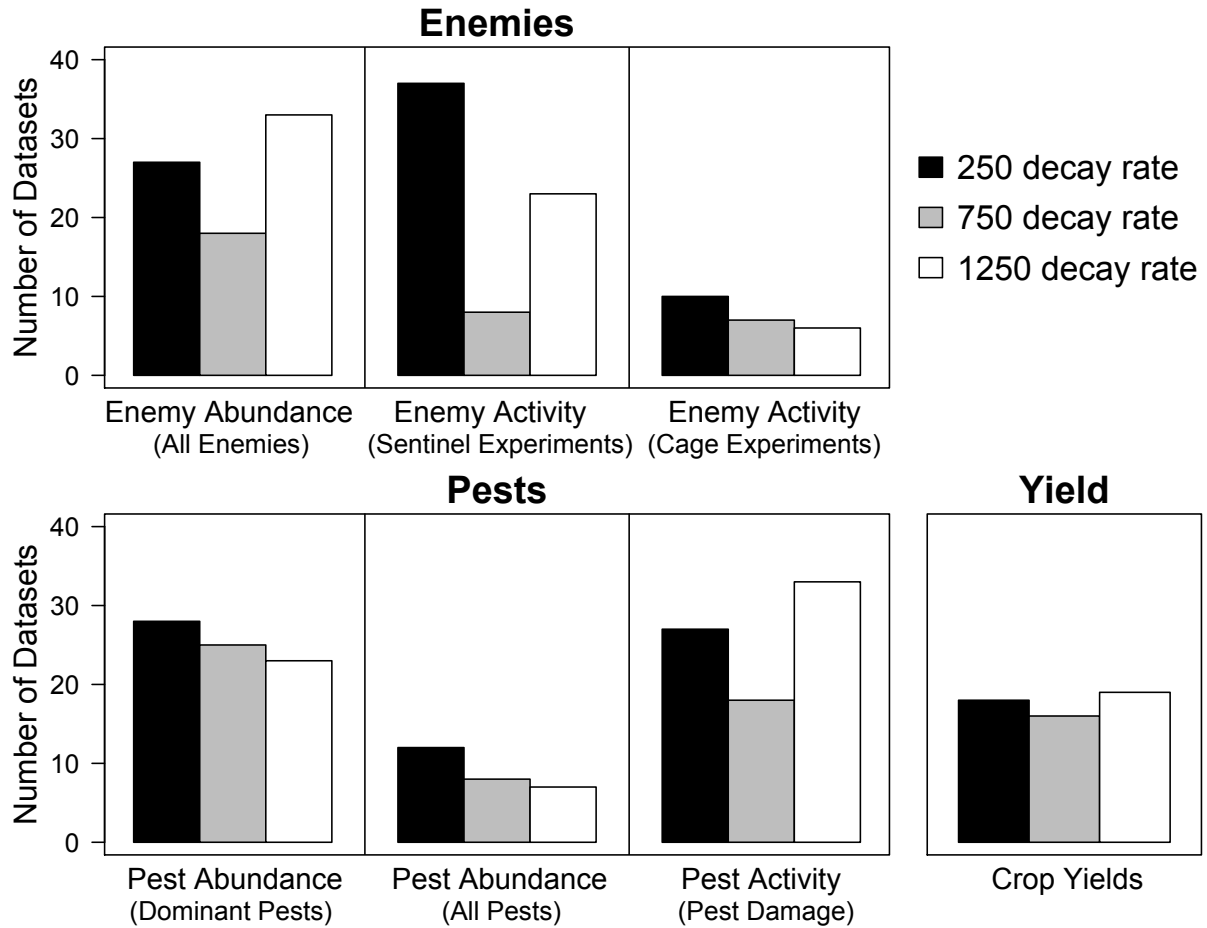 Enemies
Number of Datasets
40
30
20
10
0
Enemy Abundance
(All Enemies)
Enemy Activity
(Sentinel Experiments)
Enemy Activity
(Cage Experiments)
250 decay rate
750 decay rate
1250 decay rate
Pests
Number of Datasets
40
30
20
10
0
Pest Abundance
(Dominant Pests)
Pest Abundance
(All Pests)
Pest Activity
(Pest Damage)
Yield
Crop Yields